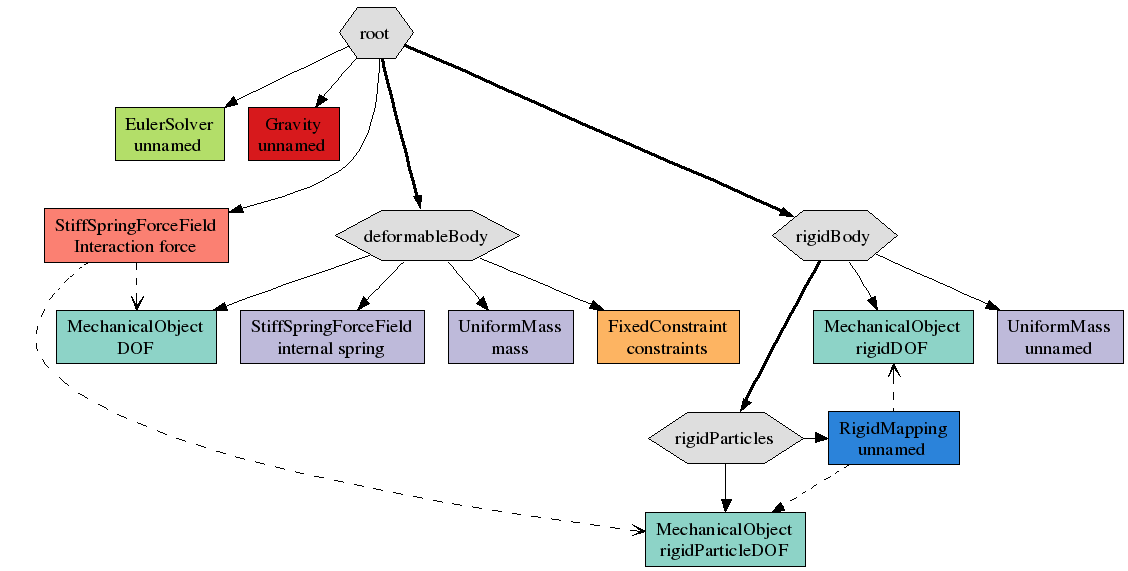 root
EulerSolver
unnamed
Gravity
unnamed
StiffSpringForceField
Interaction force
deformableBody
rigidBody
MechanicalObject
DOF
StiffSpringForceField
internal spring
UniformMass
mass
FixedConstraint
constraints
MechanicalObject
rigidDOF
UniformMass
unnamed
rigidParticles
RigidMapping
unnamed
MechanicalObject
rigidParticleDOF